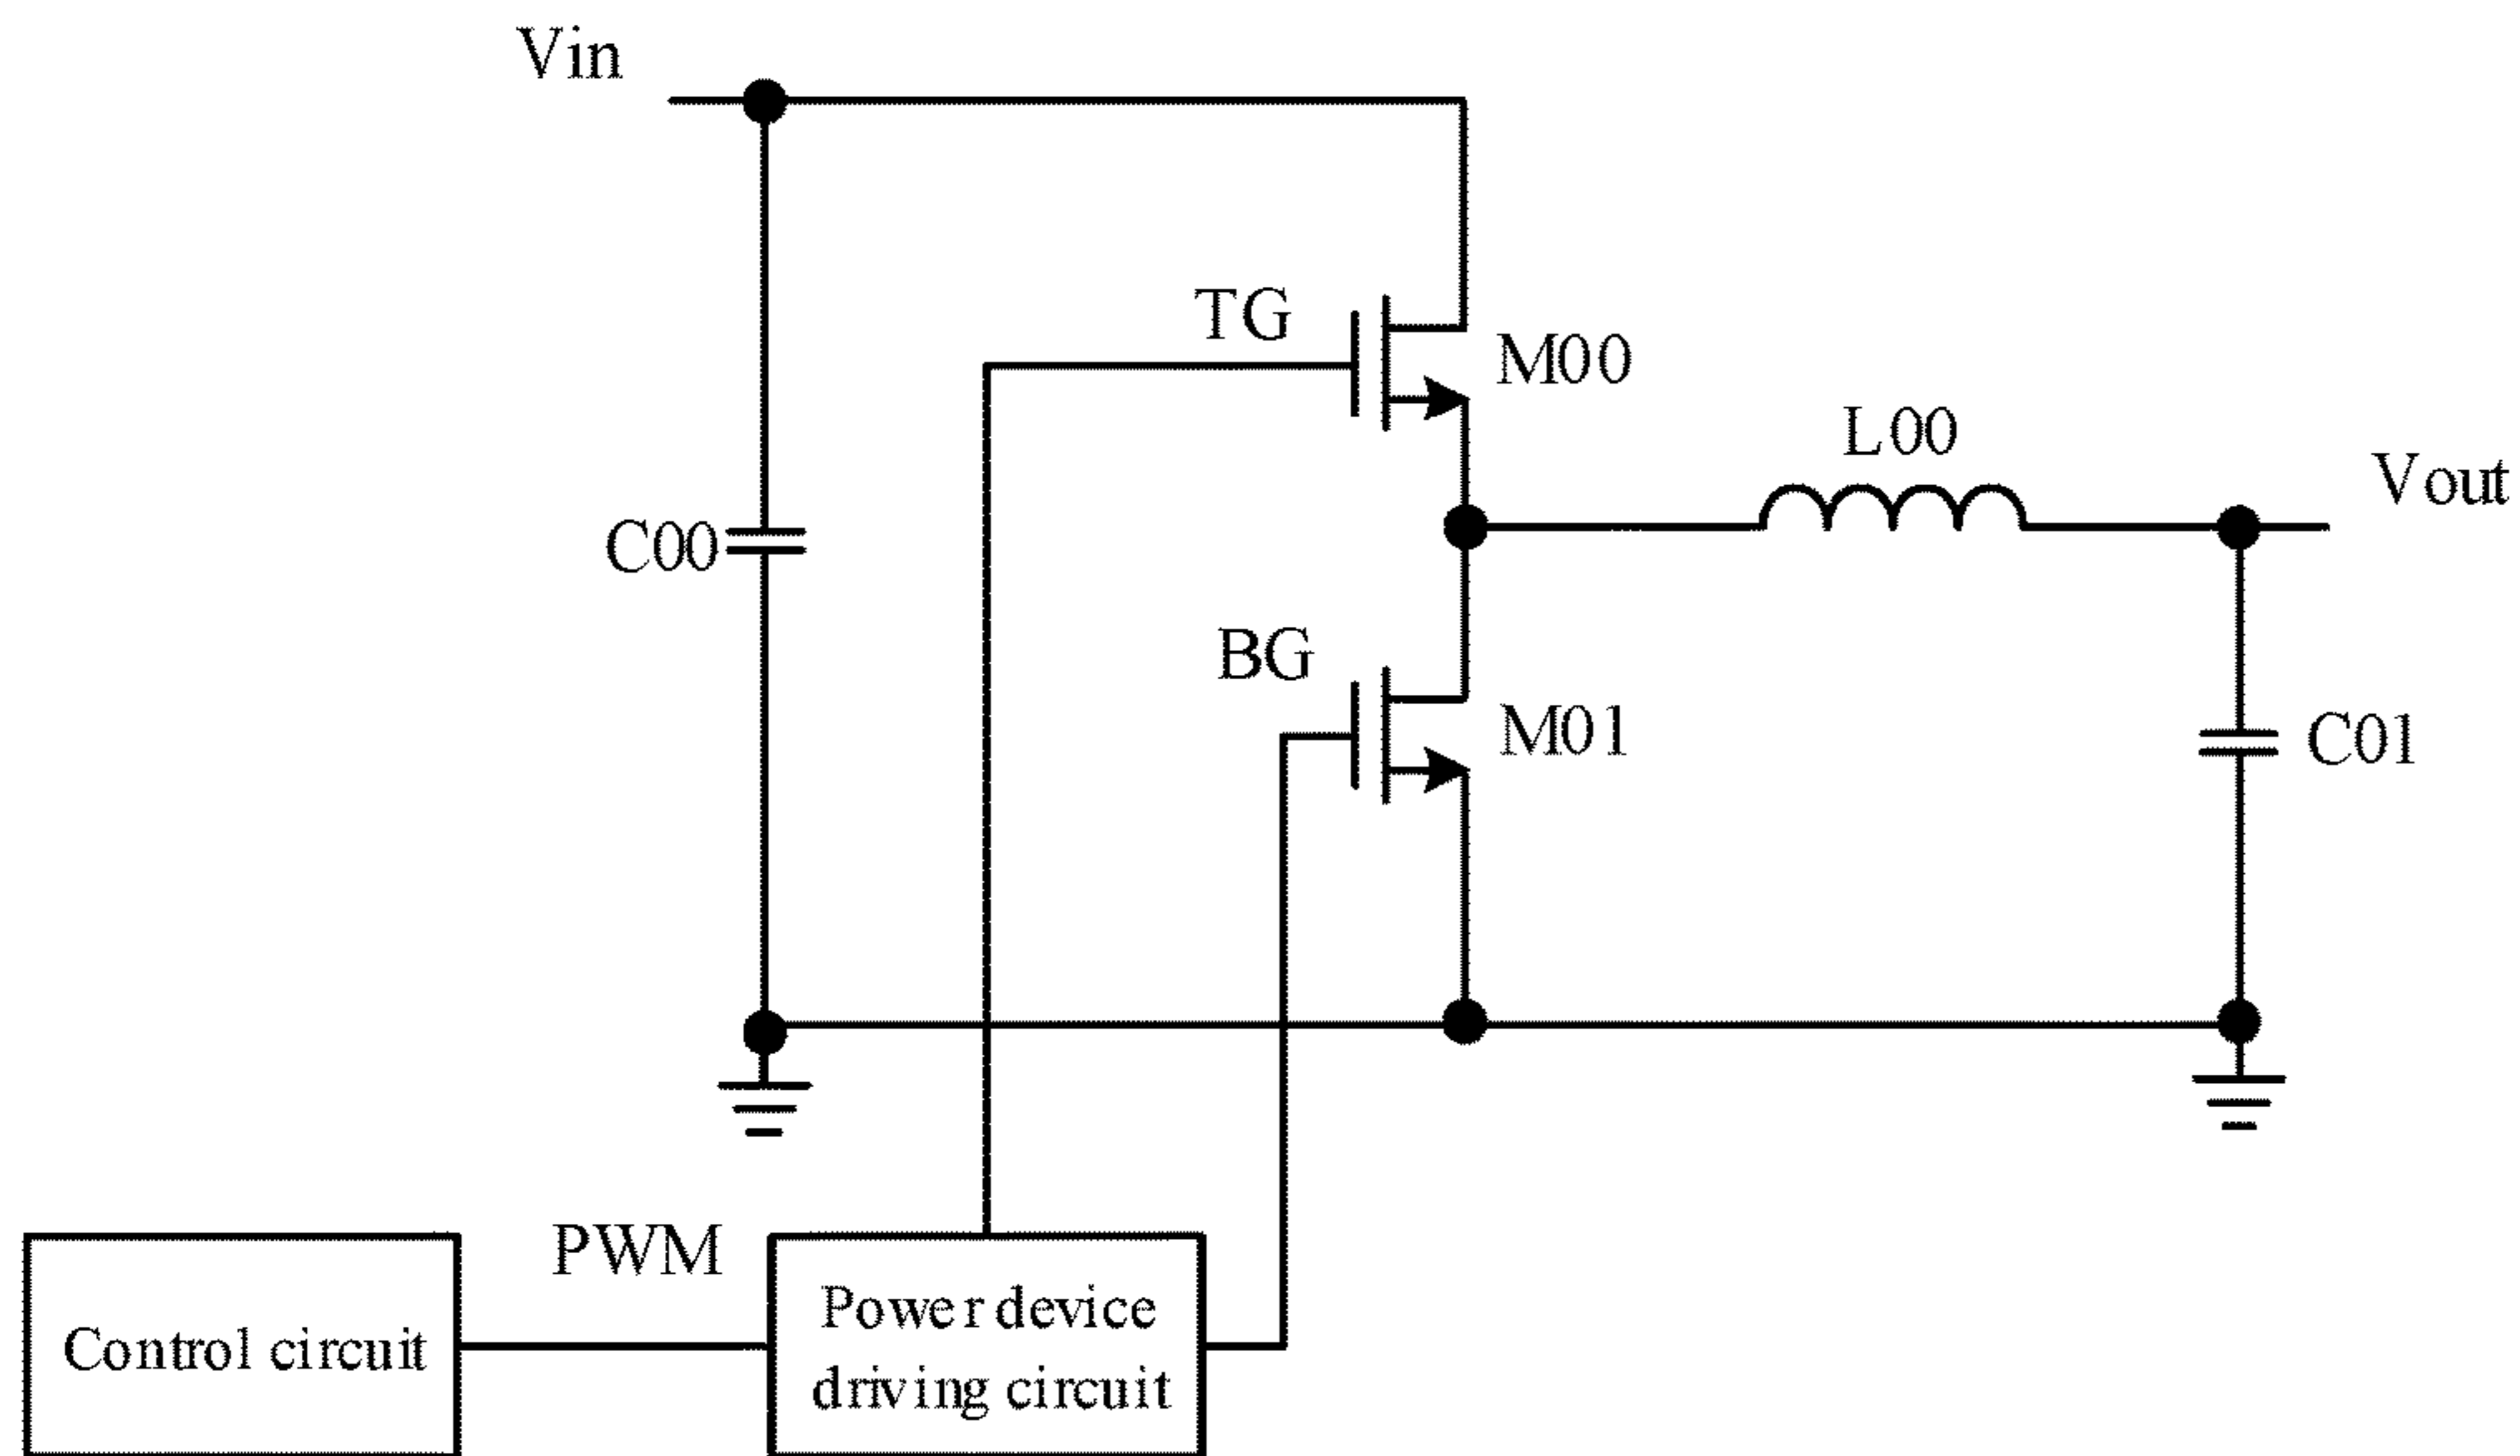 Vin
TG
M00
L00
Vout
C00
BG
M01
C01
PWM
Control circuit
Power device
driving circuit